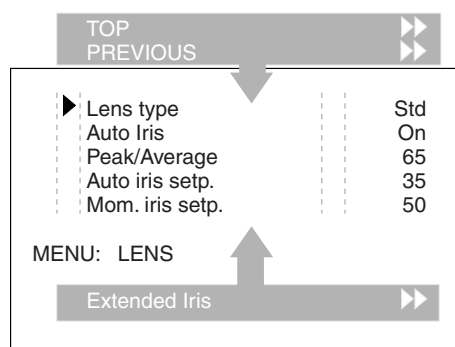 TOP
PREVIOUS
Lens type Std
Auto Iris On
Peak/Average 65
Auto iris setp. 35
Mom. iris setp. 50
MENU: LENS
Extended Iris